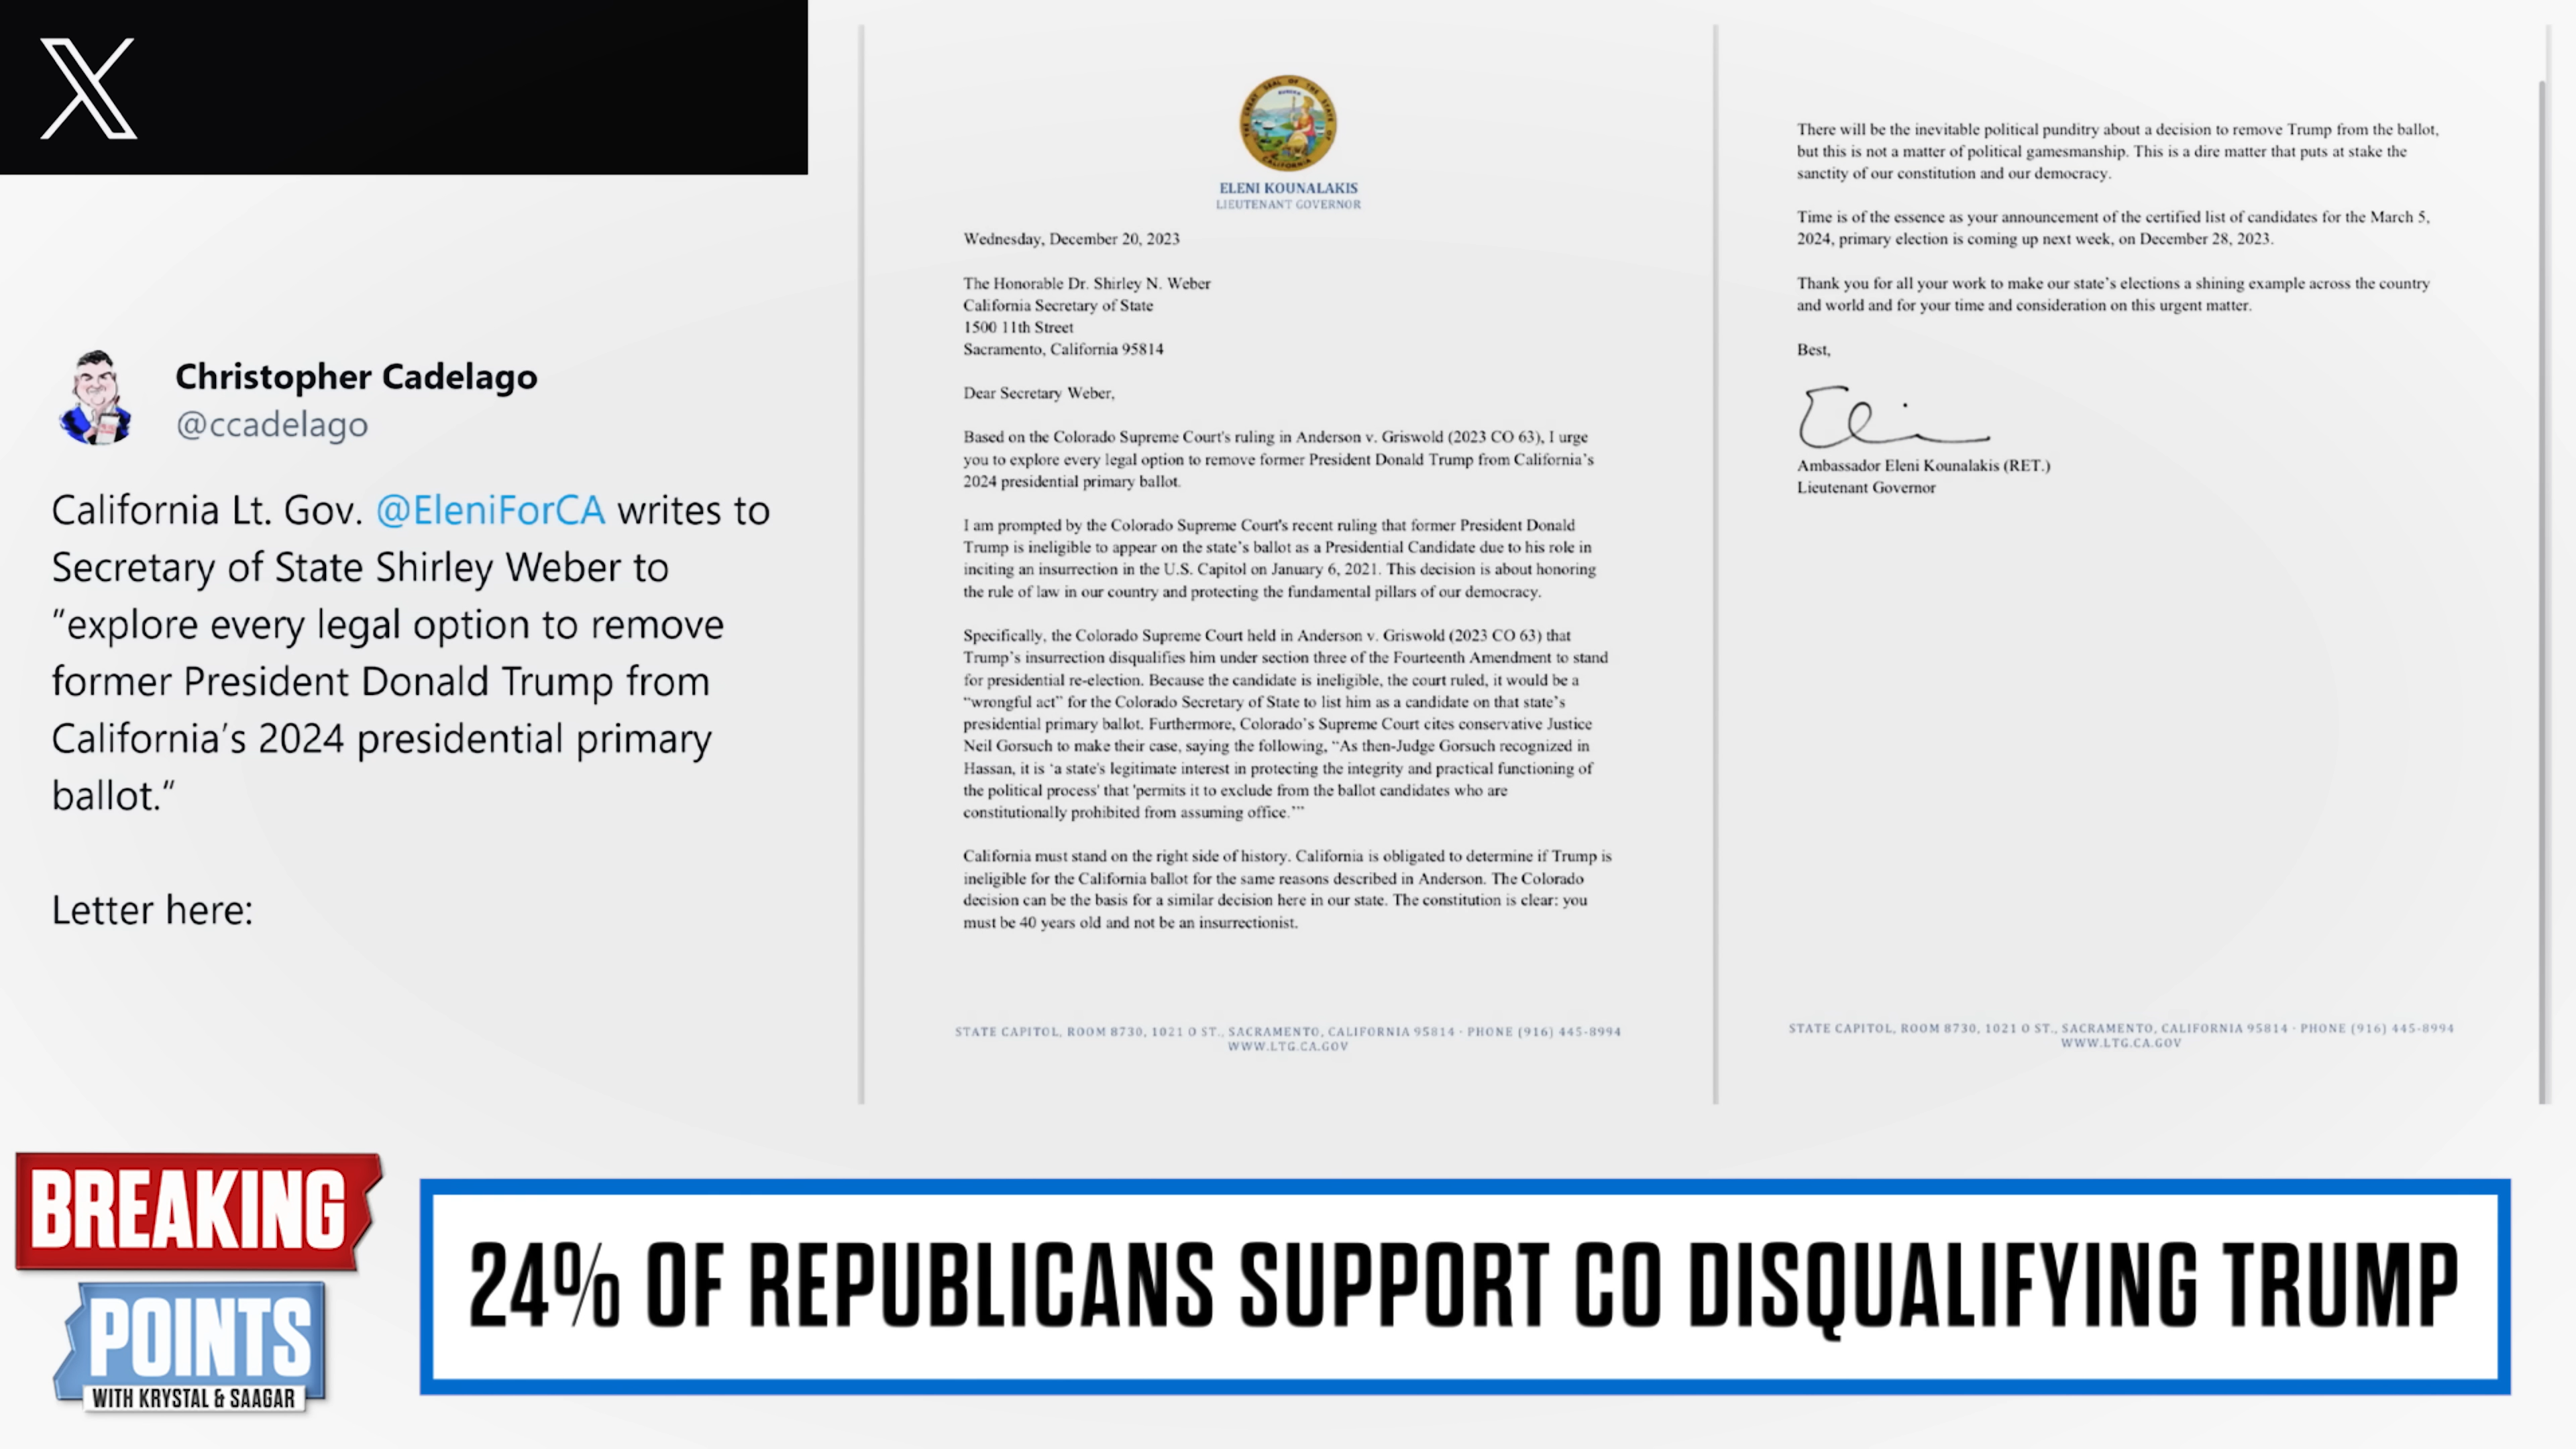 Christopher Cadelago
@ccadelago
California Lt. Gov. @EleniForCA writes to
Secretary of State Shirley Weber to
“explore every legal option to remove
former President Donald Trump from
California’s 2024 presidential primary
ballot.”
Letter here:
ELENI KOUNALAKIS
LIEUTENANT GOVERNOR
Wednesday, December 20, 2023
The Honorable Dr. Shirley N. Weber
California Secretary of State
1500 11th Street
Sacramento, California 95814
Dear Secretary Weber,
Based on the Colorado Supreme Court's ruling in Anderson v. Griswold (2023 CO 63), I urge
you to explore every legal option to remove former President Donald Trump from California’s
2024 presidential primary ballot.
I am prompted by the Colorado Supreme Court's recent ruling that former President Donald
Trump is ineligible to appear on the state’s ballot as a Presidential Candidate due to his role in
inciting an insurrection in the U.S. Capitol on January 6, 2021. This decision is about honoring
the rule of law in our country and protecting the fundamental pillars of our democracy.
Specifically, the Colorado Supreme Court held in Anderson v. Griswold (2023 CO 63) that
Trump’s insurrection disqualifies him under section three of the Fourteenth Amendment to stand
for presidential re-election. Because the candidate is ineligible, the court ruled, it would be a
“wrongful act” for the Colorado Secretary of State to list him as a candidate on that state’s
presidential primary ballot. Furthermore, Colorado’s Supreme Court cites conservative Justice
Neil Gorsuch to make their case, saying the following, “As then-Judge Gorsuch recognized in
Hassan, it is ‘a state's legitimate interest in protecting the integrity and practical functioning of
the political process' that 'permits it to exclude from the ballot candidates who are
constitutionally prohibited from assuming office.’”
California must stand on the right side of history. California is obligated to determine if Trump is
ineligible for the California ballot for the same reasons described in Anderson. The Colorado
decision can be the basis for a similar decision here in our state. The constitution is clear: you
must be 40 years old and not be an insurrectionist.
STATE CAPITOL, ROOM 8730, 1021 O ST., SACRAMENTO, CALIFORNIA 95814 · PHONE (916) 445-8994
WWW.LTG.CA.GOV
There will be the inevitable political punditry about a decision to remove Trump from the ballot,
but this is not a matter of political gamesmanship. This is a dire matter that puts at stake the
sanctity of our constitution and our democracy.
Time is of the essence as your announcement of the certified list of candidates for the March 5,
2024, primary election is coming up next week, on December 28, 2023.
Thank you for all your work to make our state’s elections a shining example across the country
and world and for your time and consideration on this urgent matter.
Best,
Eleni
Ambassador Eleni Kounalakis (RET.)
Lieutenant Governor
STATE CAPITOL, ROOM 8730, 1021 O ST., SACRAMENTO, CALIFORNIA 95814 · PHONE (916) 445-8994
WWW.LTG.CA.GOV
BREAKING
POINTS
WITH KRYSTAL & SAAGAR
24% OF REPUBLICANS SUPPORT CO DISQUALIFYING TRUMP